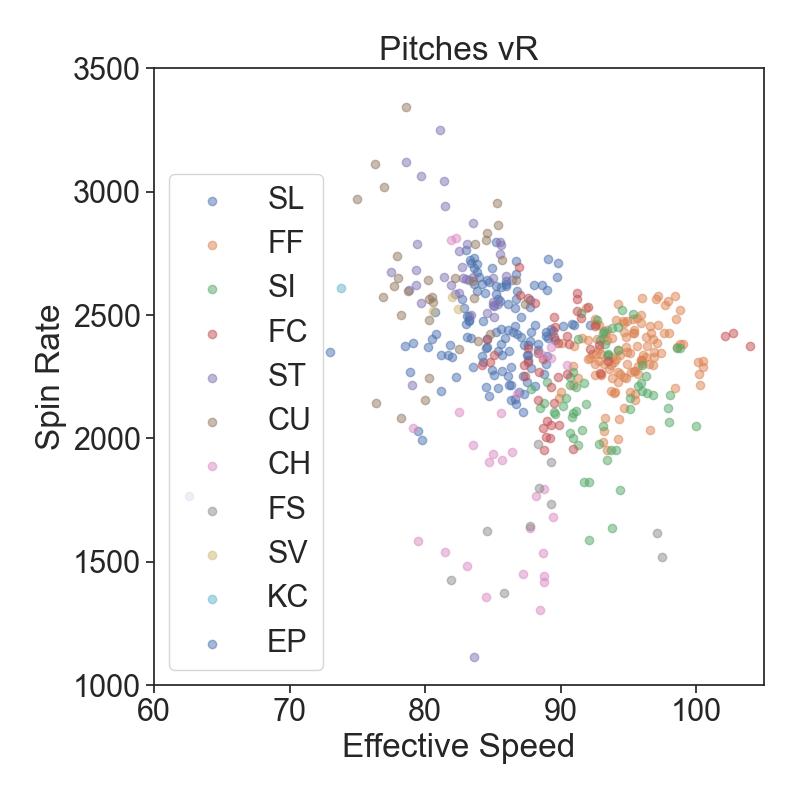 Pitches vR
Spin Rate
3500
3000
2500
2000
1500
1000
SL
FF
SI
FC
ST
CU
CH
FS
SV
KC
EP
60 70 80 90 100
Effective Speed